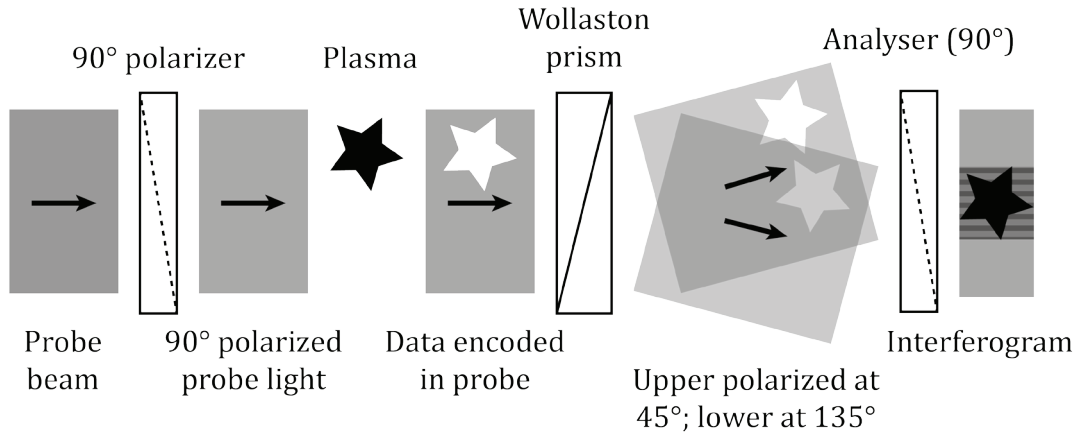 90° polarizer
Plasma
Wollaston
prism
Analyser (90°)
Probe
beam
90° polarized
probe light
Data encoded
in probe
Upper polarized at
45°; lower at 135°
Interferogram